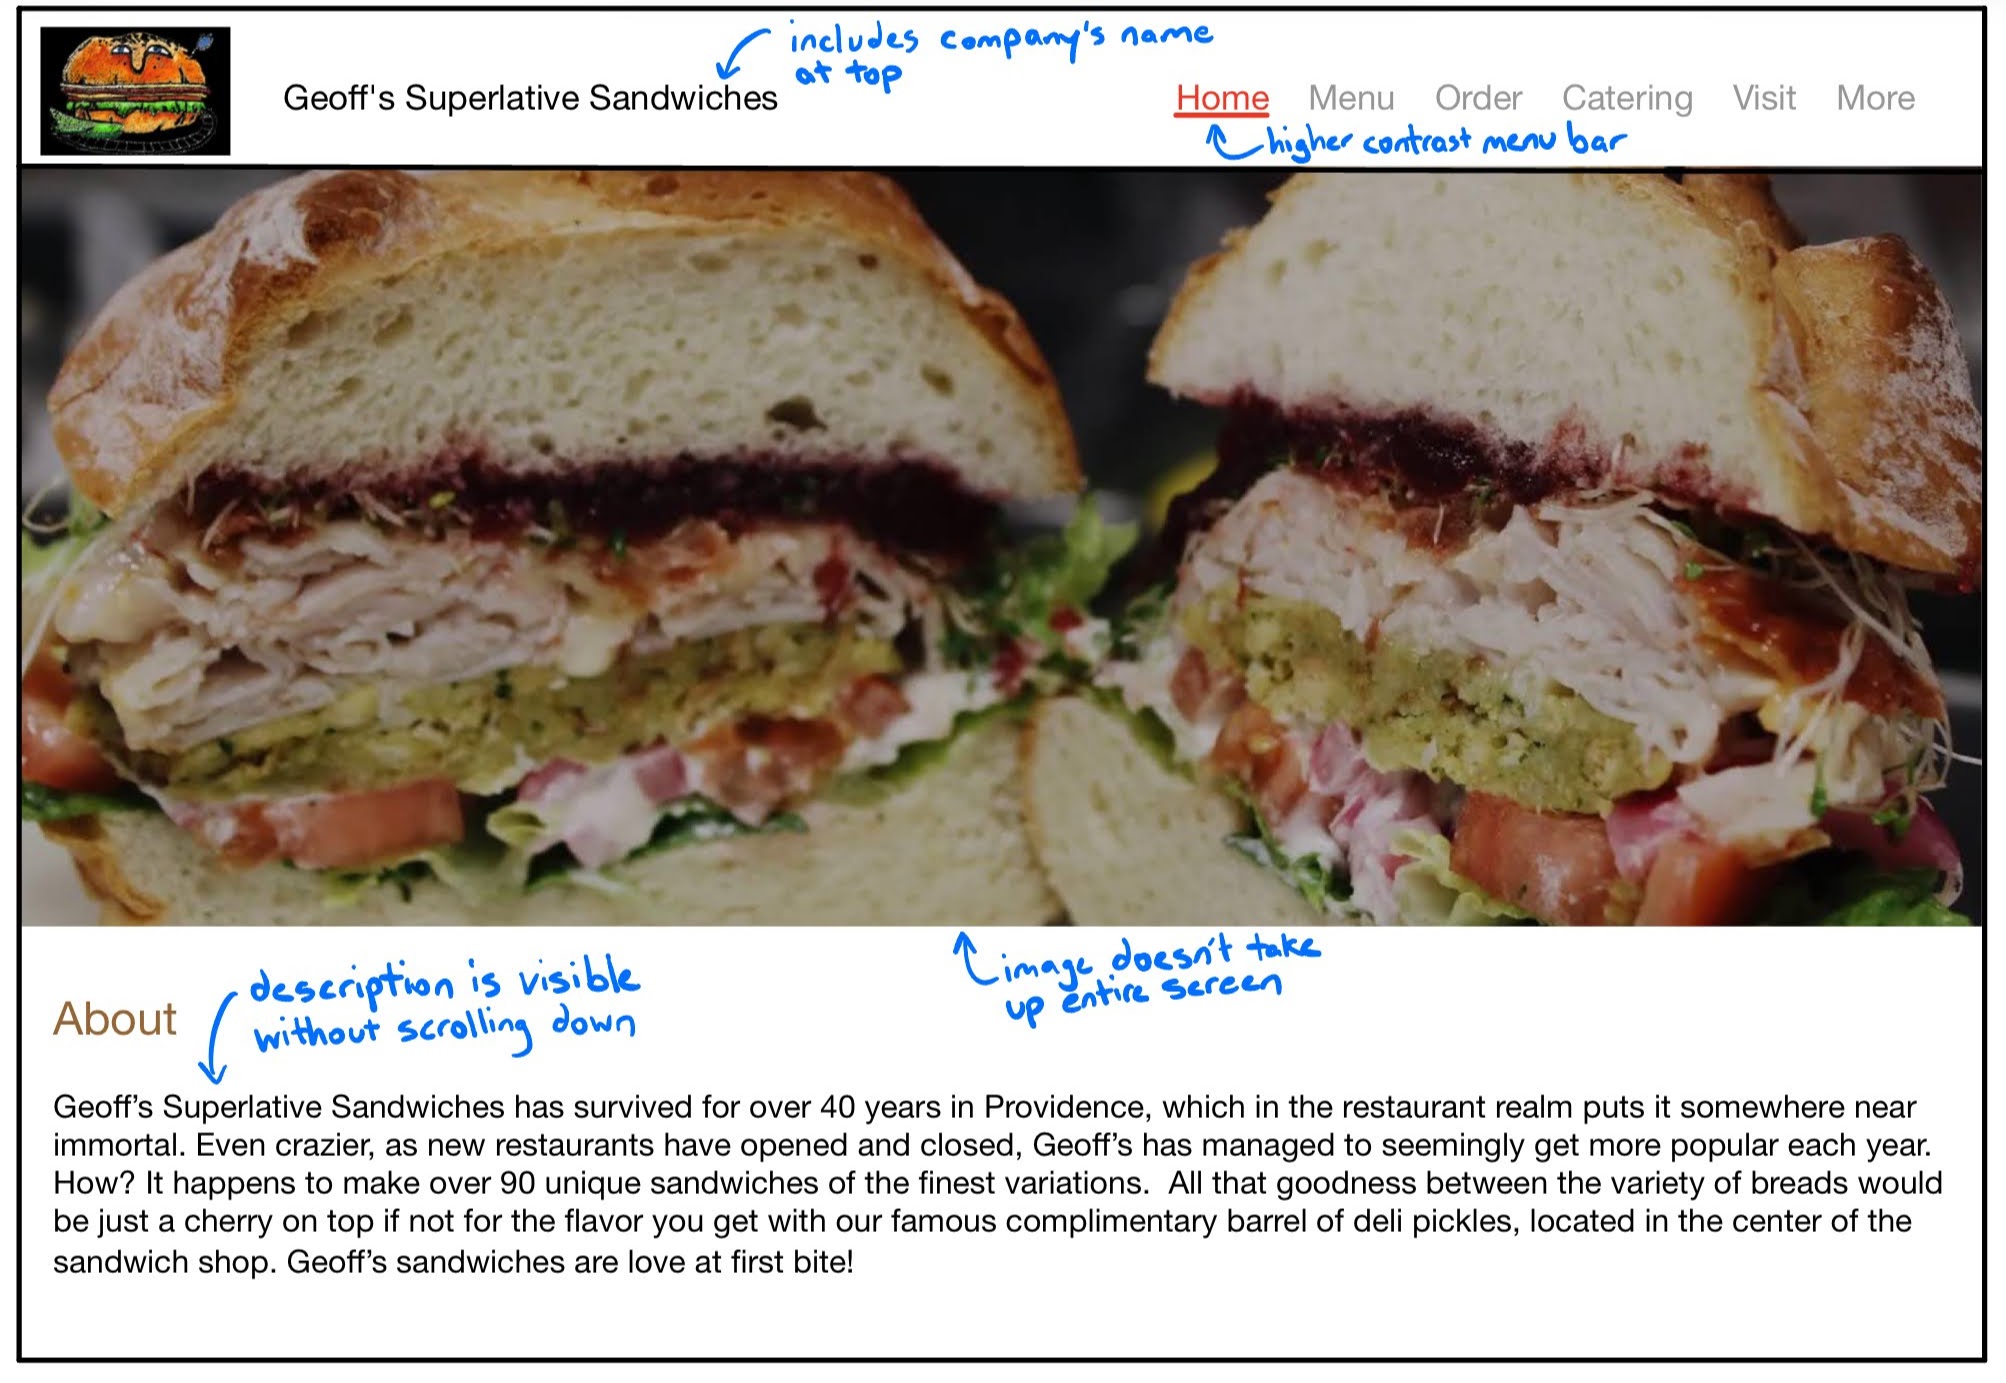 includes company's name
at top
Geoff's Superlative Sandwiches
Home Menu Order Catering Visit More
higher contrast menu bar
image doesn't take
up entire screen
description is visible
without scrolling down
About
Geoff’s Superlative Sandwiches has survived for over 40 years in Providence, which in the restaurant realm puts it somewhere near
immortal. Even crazier, as new restaurants have opened and closed, Geoff’s has managed to seemingly get more popular each year.
How? It happens to make over 90 unique sandwiches of the finest variations.  All that goodness between the variety of breads would
be just a cherry on top if not for the flavor you get with our famous complimentary barrel of deli pickles, located in the center of the
sandwich shop. Geoff’s sandwiches are love at first bite!